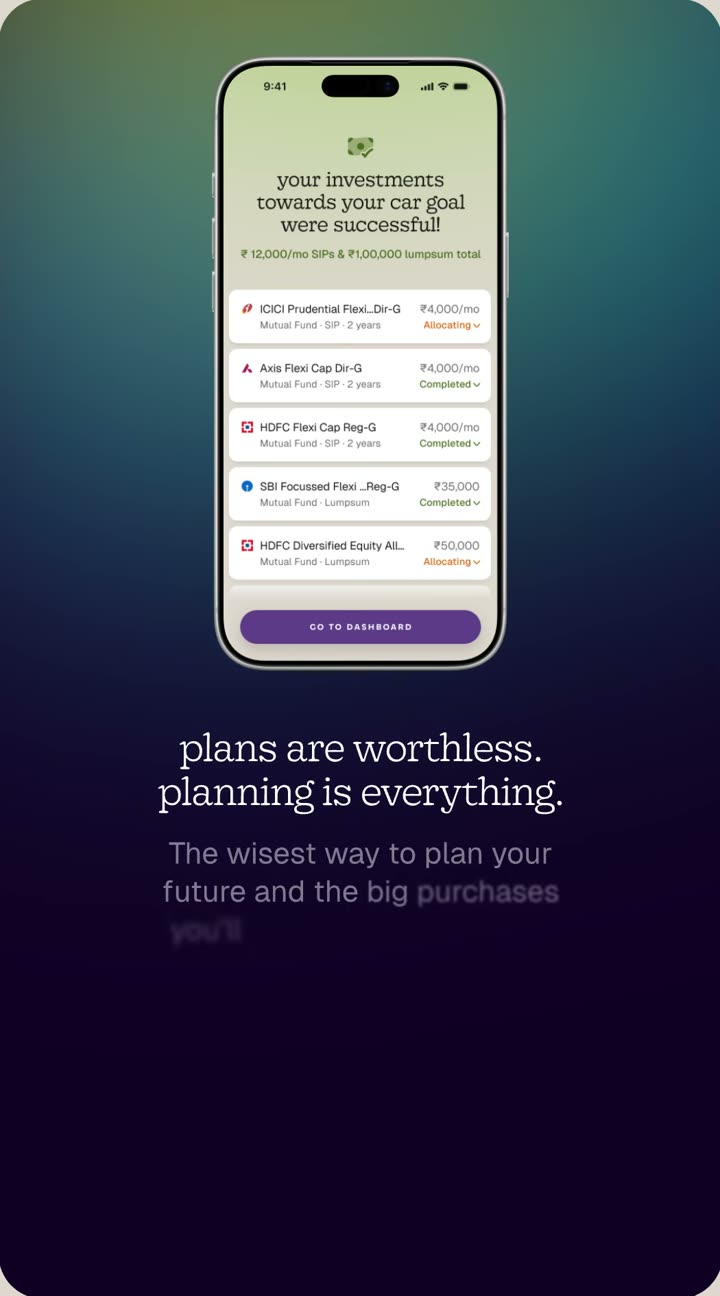 9:41
your investments
towards your car goal
were successful!
₹ 12,000/mo SIPs & ₹1,00,000 lumpsum total
ICICI Prudential Flexi...Dir-G ₹4,000/mo
Mutual Fund · SIP · 2 years Allocating
Axis Flexi Cap Dir-G ₹4,000/mo
Mutual Fund · SIP · 2 years Completed
HDFC Flexi Cap Reg-G ₹4,000/mo
Mutual Fund · SIP · 2 years Completed
SBI Focussed Flexi ...Reg-G ₹35,000
Mutual Fund · Lumpsum Completed
HDFC Diversified Equity All... ₹50,000
Mutual Fund · Lumpsum Allocating
GO TO DASHBOARD
plans are worthless.
planning is everything.
The wisest way to plan your
future and the big purchases
you'll